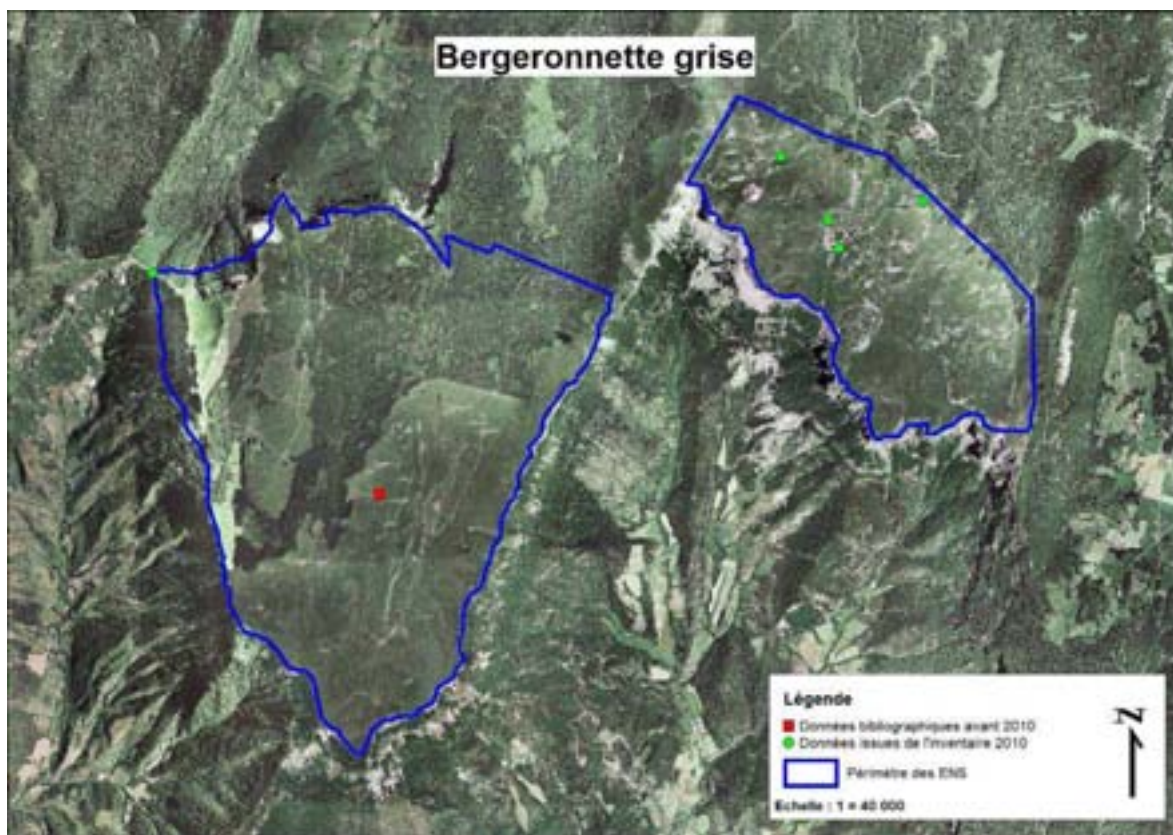 Bergeronnette grise
Légende
Données bibliographiques avant 2010
Données issues de l'inventaire 2010
Périmètre des ENS
Echelle : 1 = 40 000
N